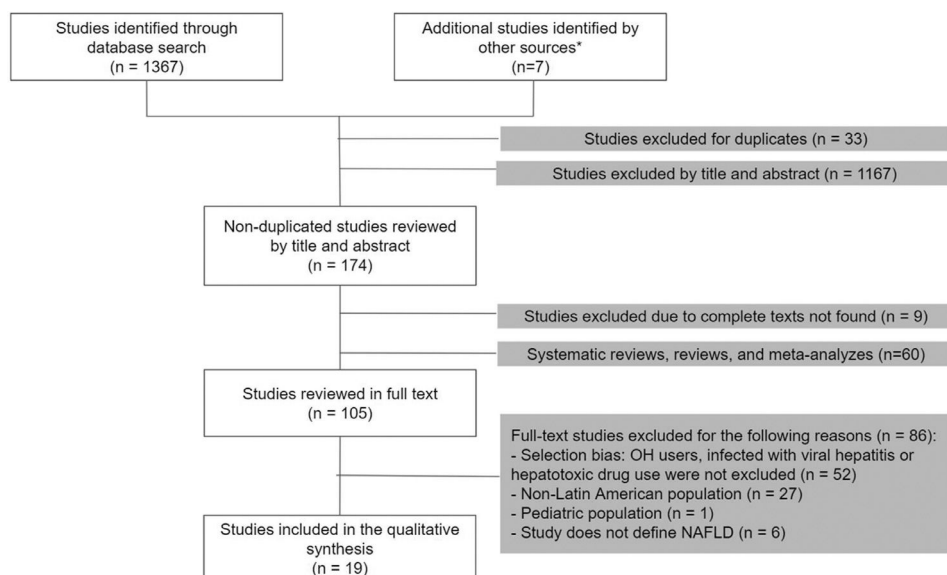 Studies identified through
database search
(n = 1367)
Additional studies identified by
other sources*
(n=7)
Studies excluded for duplicates (n = 33)
Studies excluded by title and abstract (n = 1167)
Non-duplicated studies reviewed
by title and abstract
(n = 174)
Studies excluded due to complete texts not found (n = 9)
Systematic reviews, reviews, and meta-analyzes (n=60)
Studies reviewed in full text
(n = 105)
Full-text studies excluded for the following reasons (n = 86):
- Selection bias: OH users, infected with viral hepatitis or
hepatotoxic drug use were not excluded (n = 52)
- Non-Latin American population (n = 27)
- Pediatric population (n = 1)
- Study does not define NAFLD (n = 6)
Studies included in the qualitative
synthesis
(n = 19)